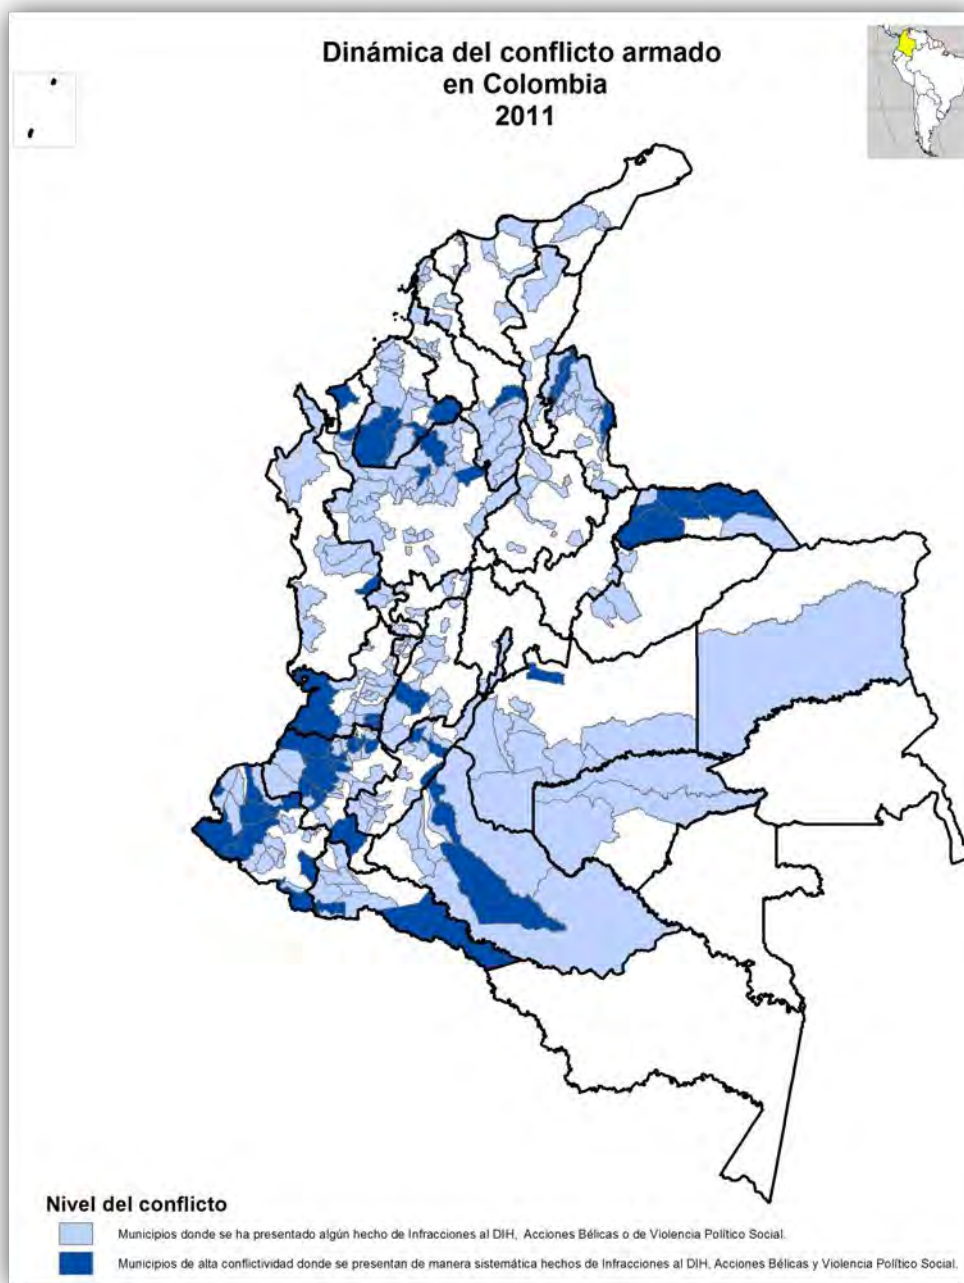 Dinámica del conflicto armado
en Colombia
2011
Nivel del conflicto
Municipios donde se ha presentado algún hecho de Infracciones al DIH, Acciones Bélicas o de Violencia Político Social.
Municipios de alta conflictividad donde se presentan de manera sistemática hechos de Infracciones al DIH, Acciones Bélicas y Violencia Político Social.